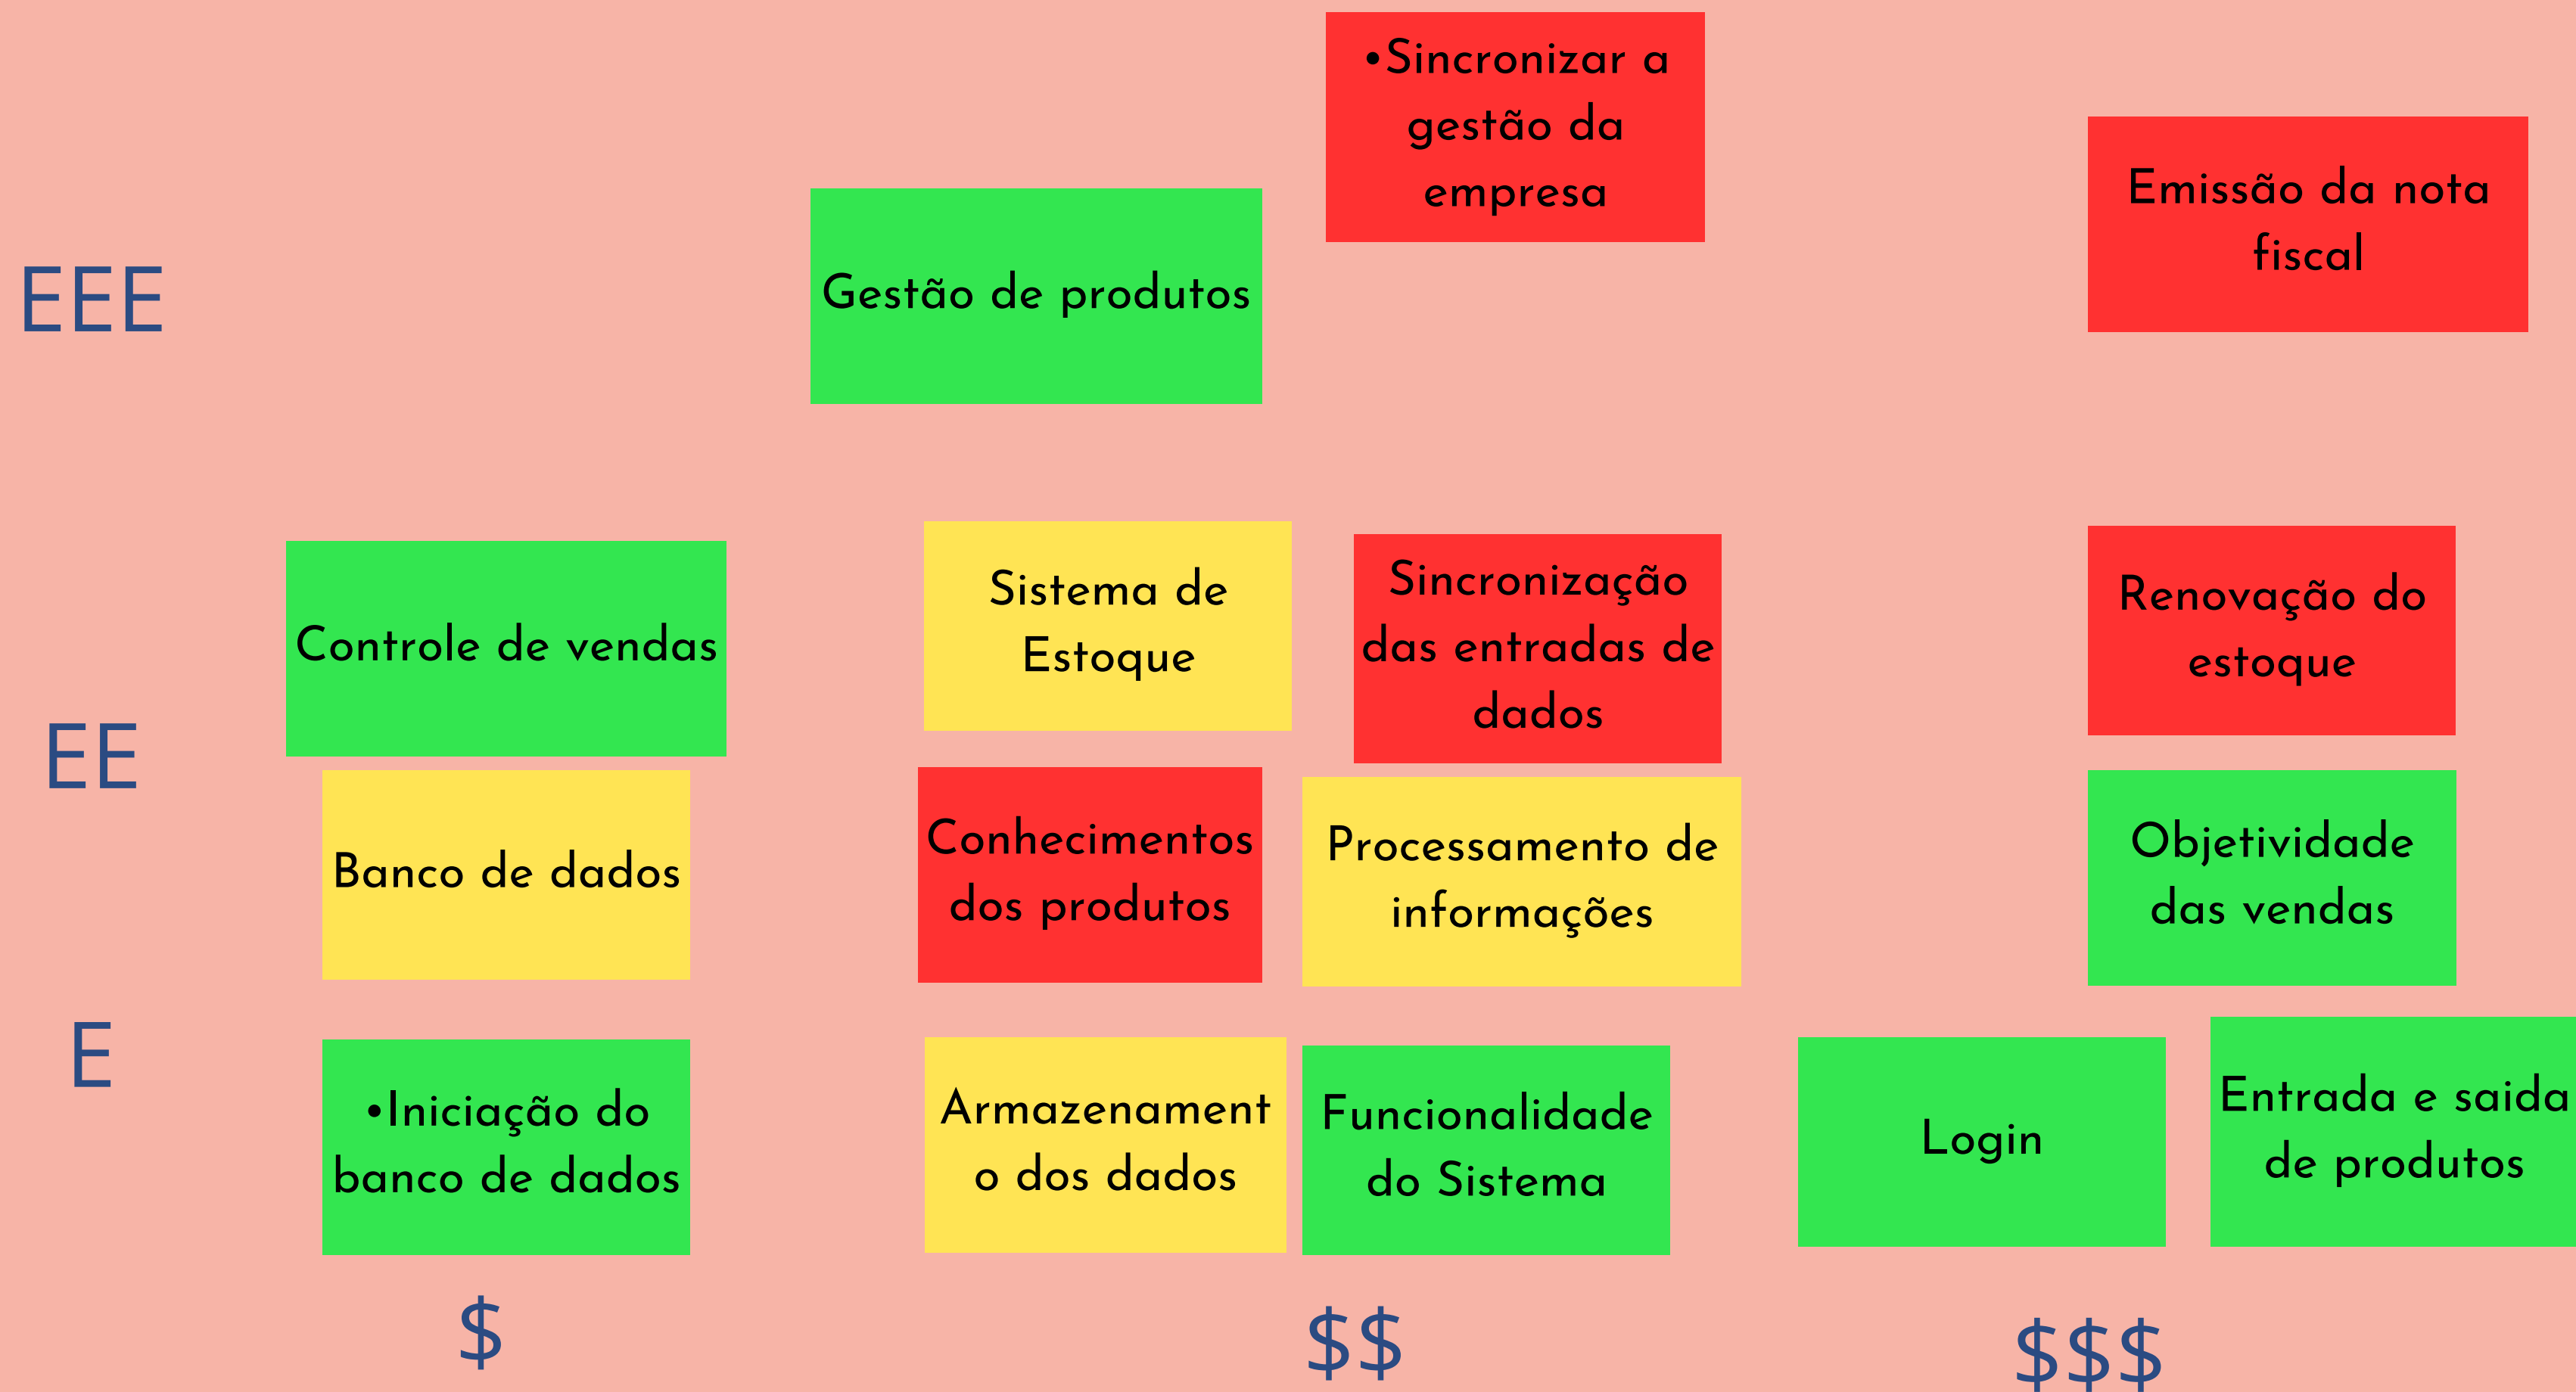 •Sincronizar a
gestão da
empresa
Emissão da nota
fiscal
EEE
Gestão de produtos
Controle de vendas
Sistema de
Estoque
Sincronização
das entradas de
dados
Renovação do
estoque
EE
Banco de dados
Conhecimentos
dos produtos
Processamento de
informações
Objetividade
das vendas
E
•Iniciação do
banco de dados
Armazenament
o dos dados
Funcionalidade
do Sistema
Login
Entrada e saida
de produtos
$
$$
$$$